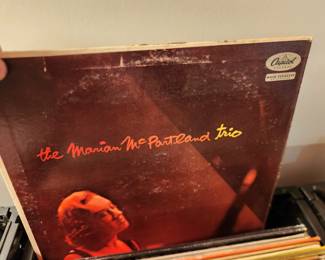 Capitol
the Marian McPartland trio